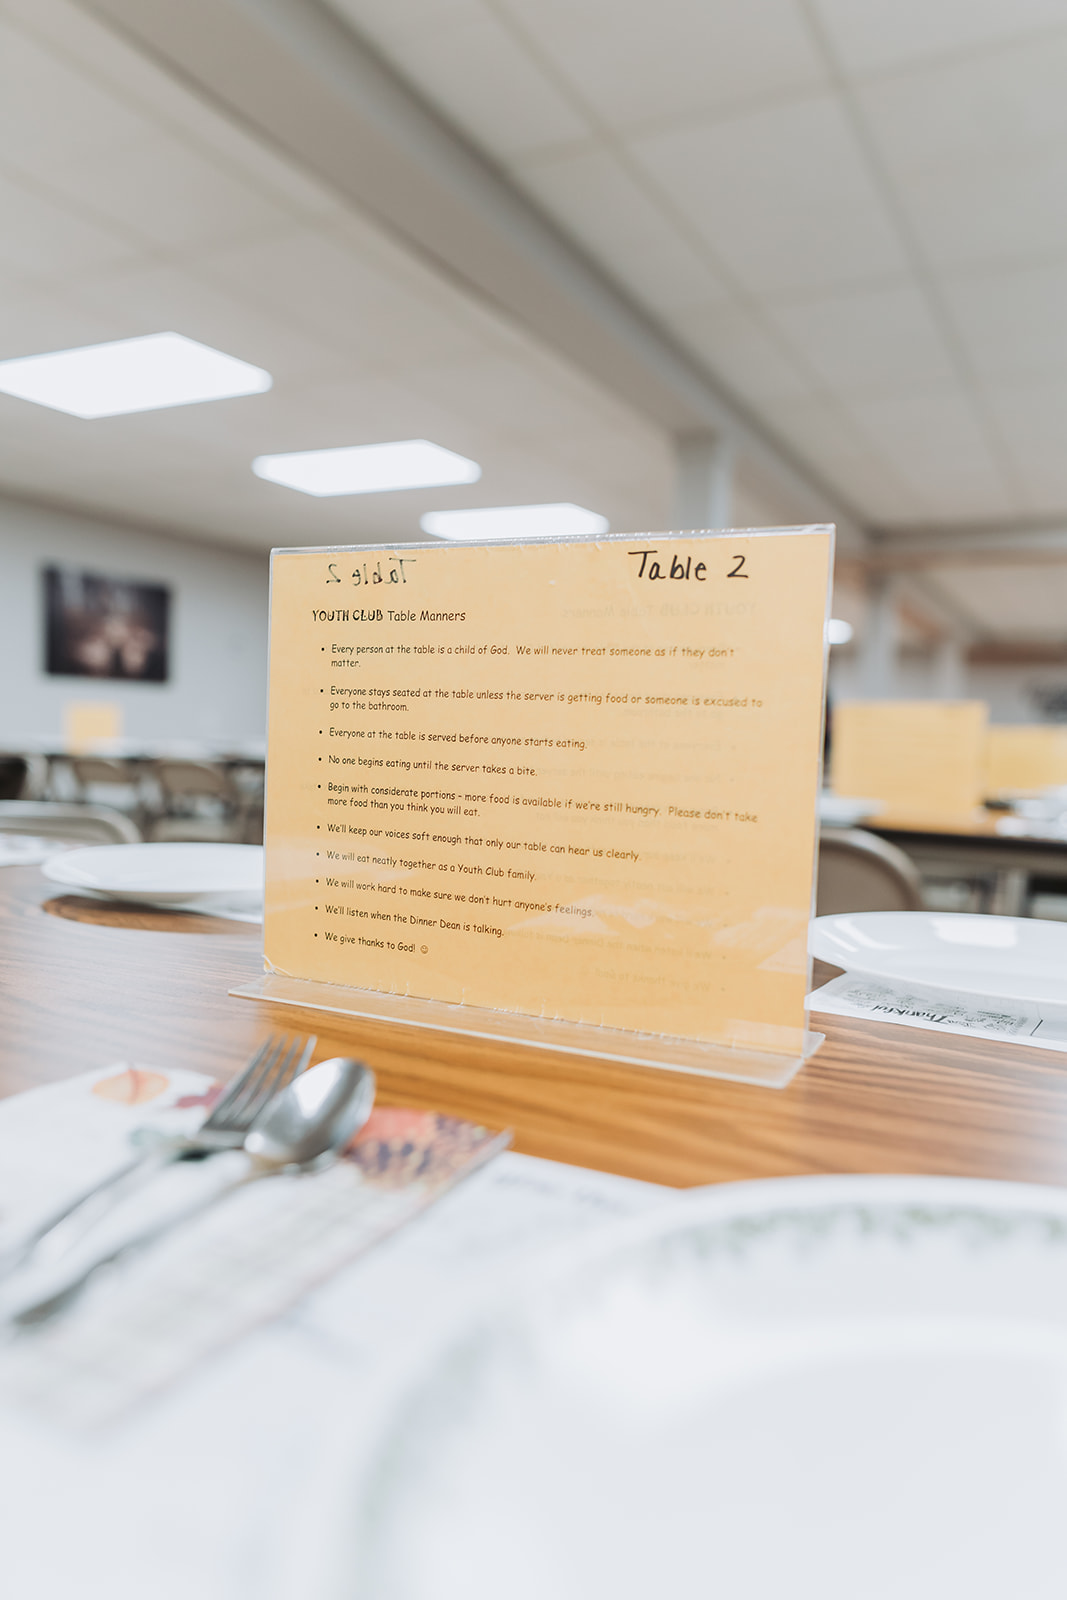 Table 2
YOUTH CLUB Table Manners
• Every person at the table is a child of God. We will never treat someone as if they don't
matter.
• Everyone stays seated at the table unless the server is getting food or someone is excused to
go to the bathroom.
• Everyone at the table is served before anyone starts eating.
• No one begins eating until the server takes a bite.
• Begin with considerate portions – more food is available if we're still hungry. Please don't take
more food than you think you will eat.
• We'll keep our voices soft enough that only our table can hear us clearly.
• We will eat neatly together as a Youth Club family.
• We will work hard to make sure we don't hurt anyone's feelings.
• We'll listen when the Dinner Dean is talking.
• We give thanks to God! ☺
Thankful